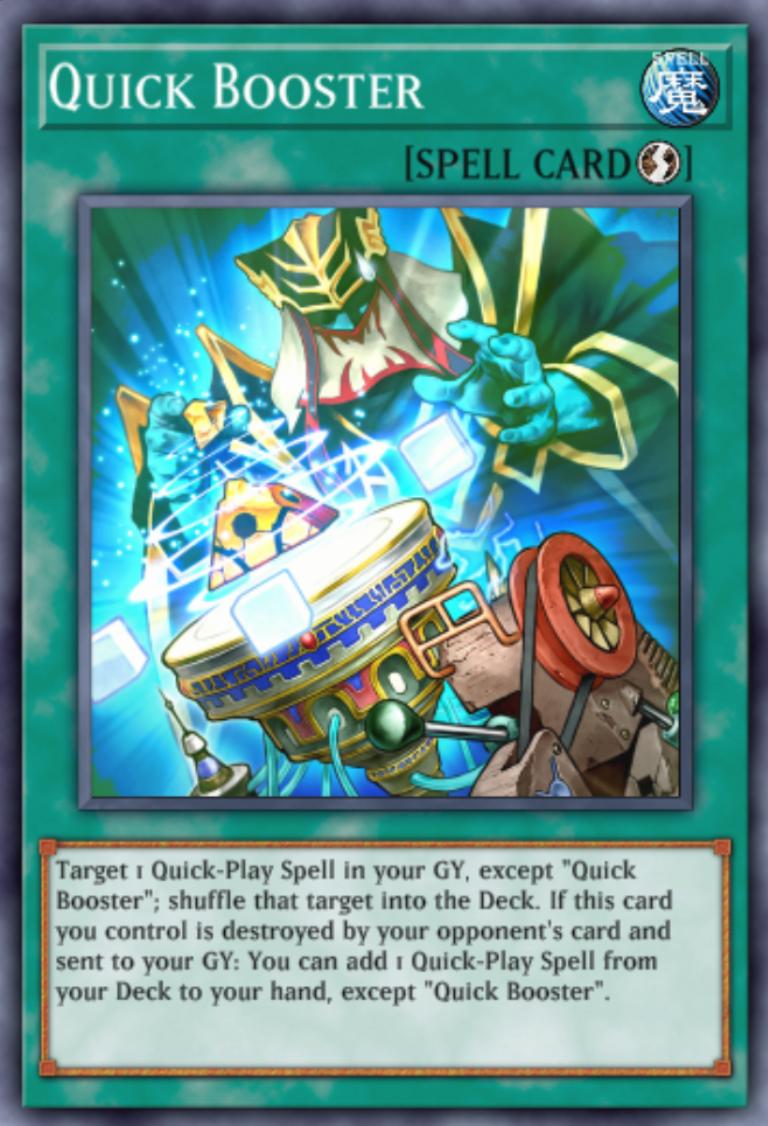 QUICK BOOSTER
SPELL
魔
[SPELL CARD]
Target 1 Quick-Play Spell in your GY, except "Quick
Booster"; shuffle that target into the Deck. If this card
you control is destroyed by your opponent's card and
sent to your GY: You can add 1 Quick-Play Spell from
your Deck to your hand, except "Quick Booster".